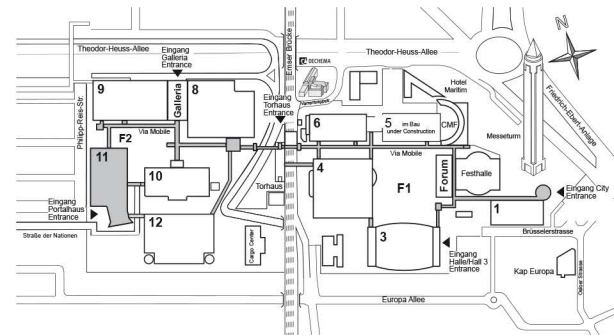 Theodor-Heuss-Allee
Theodor-Heuss-Allee
Eingang
Galleria
Entrance
Emser Brücke
DECHEMA
Hotel
Maritim
Friedrich-Ebert-Anlage
Philipp-Reis-Str.
9
Galleria
8
Eingang
Torhaus
Entrance
6
5
im Bau
under Construction
CMF
Messeturm
F2
Via Mobile
Via Mobile
11
10
4
F1
Forum
Festhalle
Torhaus
Eingang
Portalhaus
Entrance
12
Eingang City
Entrance
1
Straße der Nationen
Cargo Center
3
Eingang
Halle/Hall 3
Entrance
Brüsselerstrasse
Kap Europa
Osloer Strasse
Europa Allee